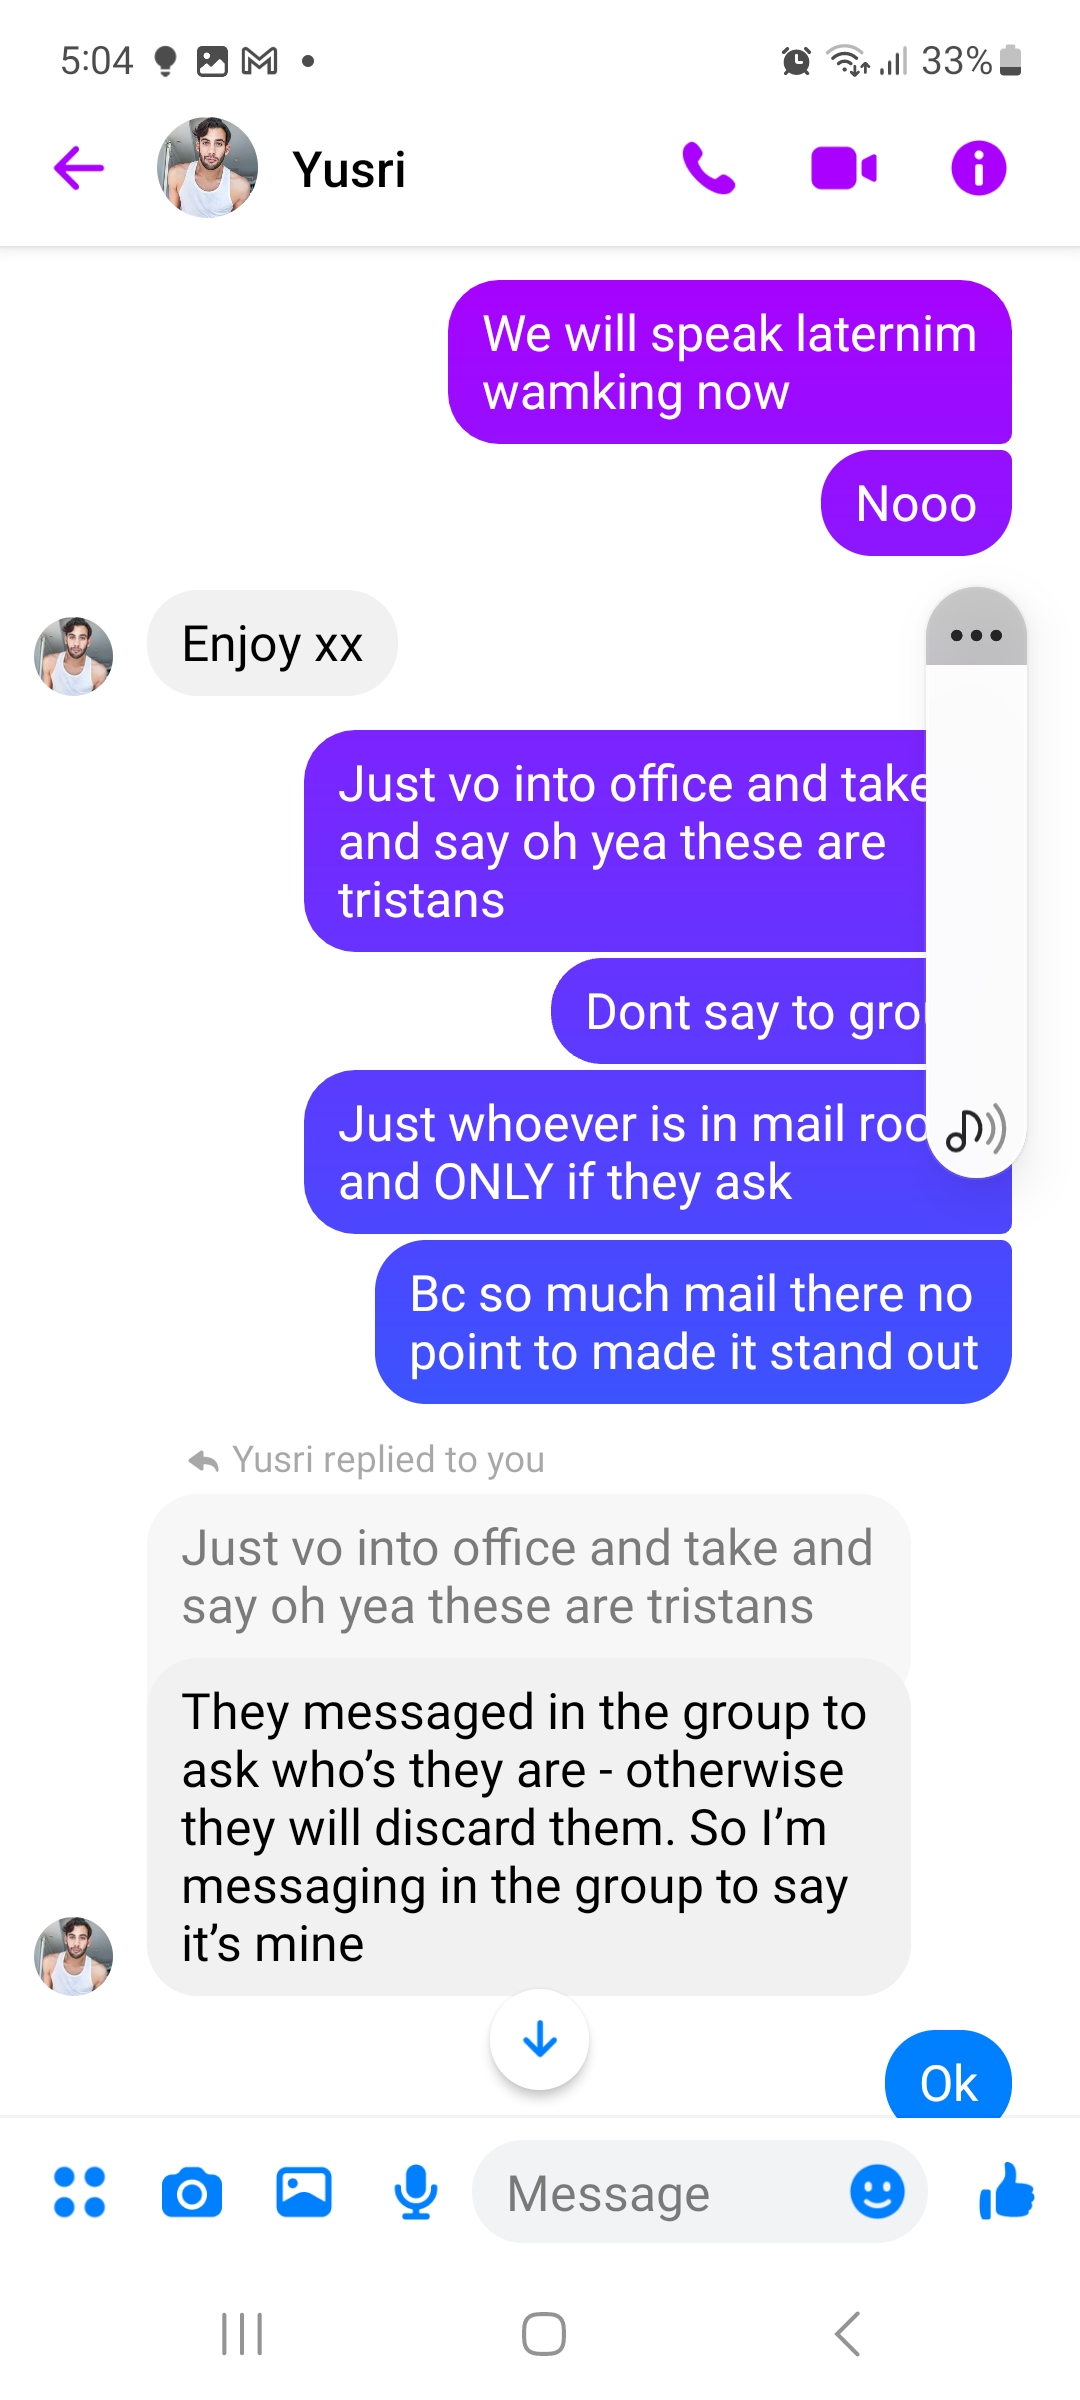 5:04
33%
Yusri
We will speak laternim
wamking now
Nooo
Enjoy xx
Just vo into office and take
and say oh yea these are
tristans
Dont say to
Just whoever is in mail
and ONLY if they ask
Bc so much mail there no
point to made it stand out
Yusri replied to you
Just vo into office and take and
say oh yea these are tristans
They messaged in the group to
ask who’s they are - otherwise
they will discard them. So I’m
messaging in the group to say
it’s mine
Ok
Message